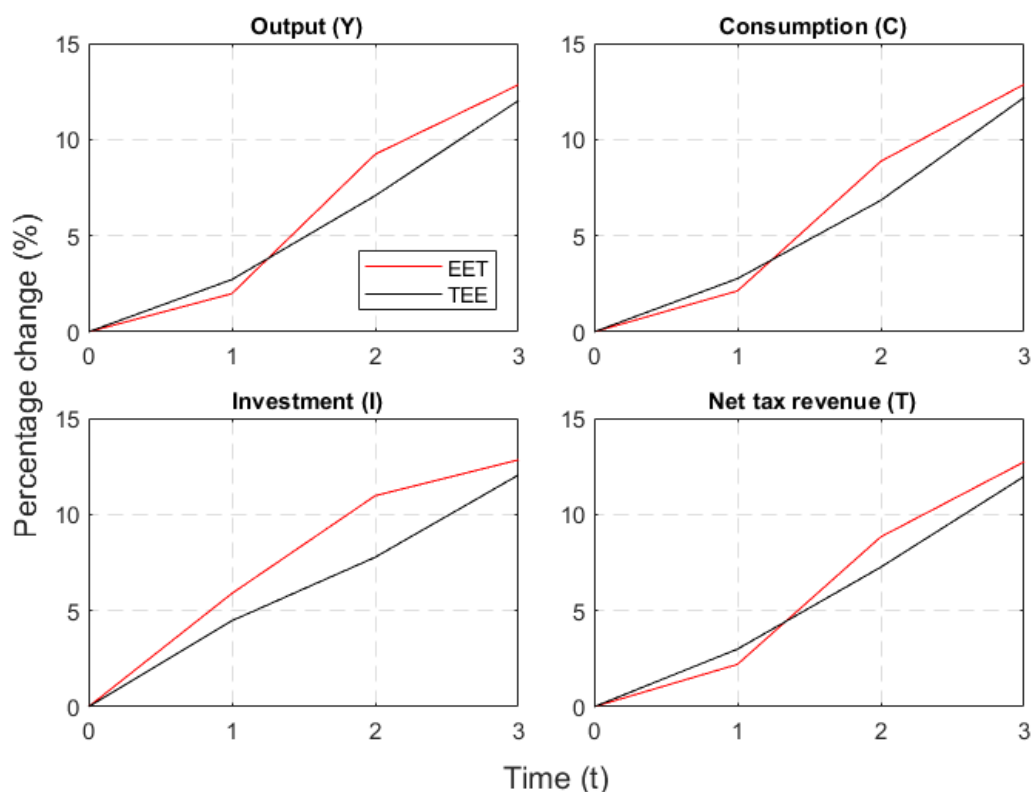 Output (Y)
15
10
5
0
0 1 2 3
EET
TEE
Consumption (C)
15
10
5
0
0 1 2 3
Investment (I)
15
10
5
0
0 1 2 3
Net tax revenue (T)
15
10
5
0
0 1 2 3
Percentage change (%)
Time (t)